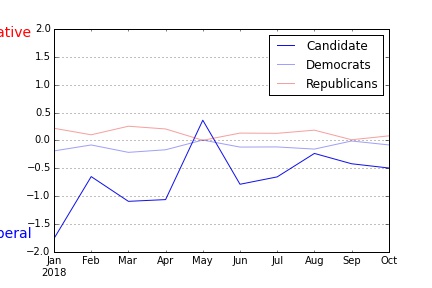 ative
beral
2.0
1.5
1.0
0.5
0.0
−0.5
−1.0
−1.5
−2.0
Candidate
Democrats
Republicans
Jan Feb Mar Apr May Jun Jul Aug Sep Oct
2018